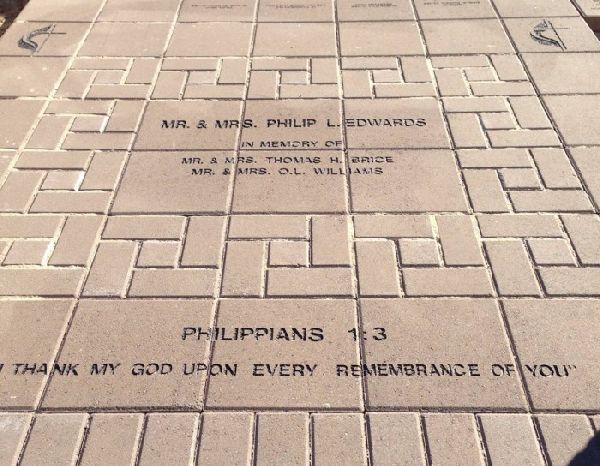 MR. & MRS. PHILIP L. EDWARDS
IN MEMORY OF
MR. & MRS. THOMAS H. BRICE
MR. & MRS. O.L. WILLIAMS
PHILIPPIANS 1:3
I THANK MY GOD UPON EVERY REMEMBRANCE OF YOU"